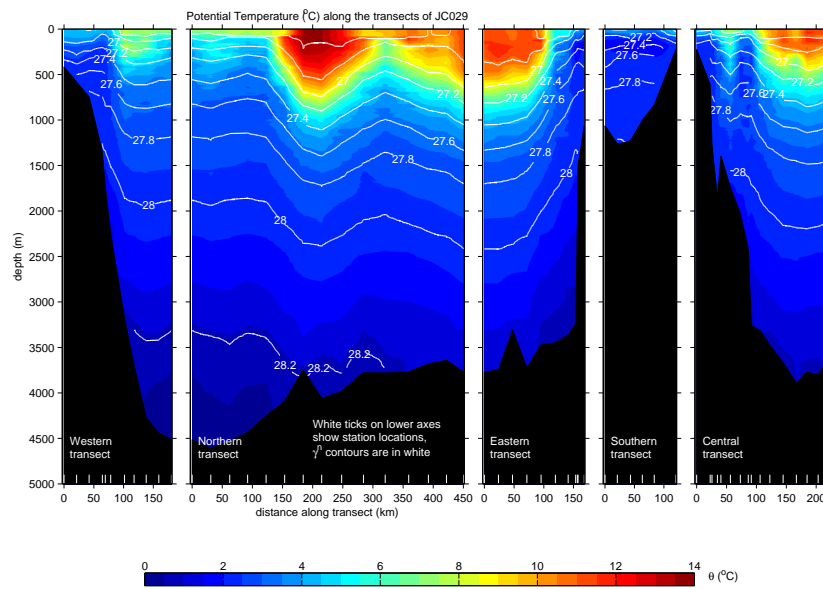 Potential Temperature (°C) along the transects of JC029
0
500
1000
1500
2000
2500
3000
3500
4000
4500
5000
depth (m)
27
27.4
27.6
27.8
28
Western
transect
0 50 100 150
27
27.2
27.4
27.6
27.8
28
28.2 28.2 28.2
Northern
transect
White ticks on lower axes
show station locations,
γⁿ contours are in white
0 50 100 150 200 250 300 350 400 450
distance along transect (km)
27
27.2
27.6
27.8
28
Eastern
transect
0 50 100 150
27.2
27.4
27.6
27.8
Southern
transect
0 50 100
27.2
27.6 27.4
27.8
28
Central
transect
0 50 100 150 200
0 2 4 6 8 10 12 14
θ (°C)